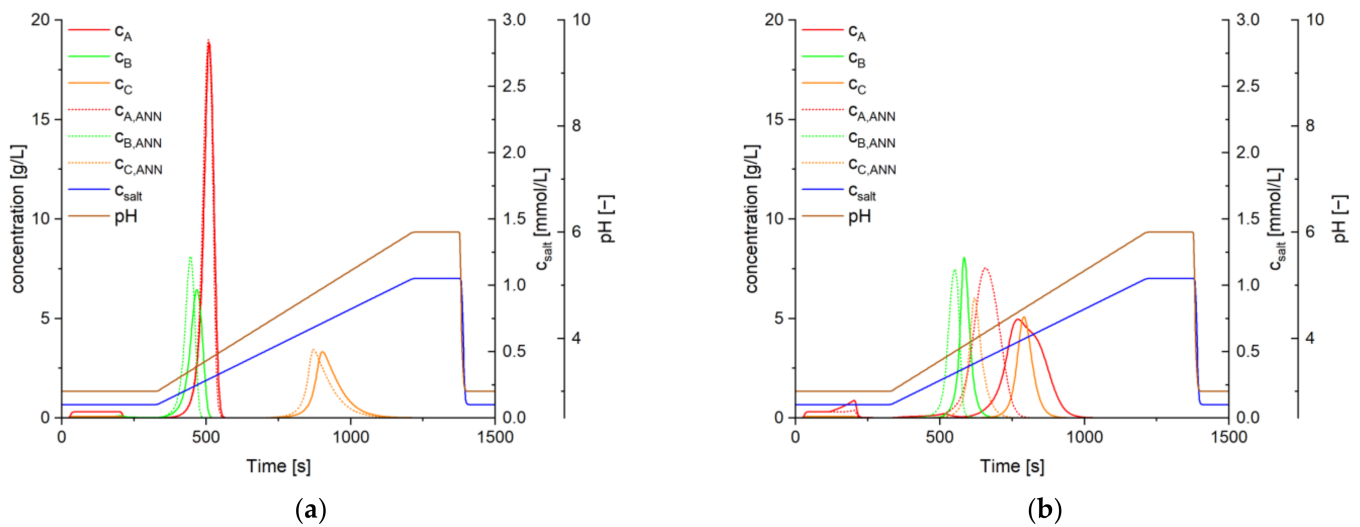 20
15
10
5
0
concentration [g/L]
c_A
c_B
c_C
c_A,ANN
c_B,ANN
c_C,ANN
c_salt
pH
0
500
1000
1500
Time [s]
3.0
2.5
2.0
1.5
1.0
0.5
0.0
c_salt [mmol/L]
10
8
6
4
pH [−]
(a)
20
15
10
5
0
concentration [g/L]
c_A
c_B
c_C
c_A,ANN
c_B,ANN
c_C,ANN
c_salt
pH
0
500
1000
1500
Time [s]
3.0
2.5
2.0
1.5
1.0
0.5
0.0
c_salt [mmol/L]
10
8
6
4
pH [−]
(b)